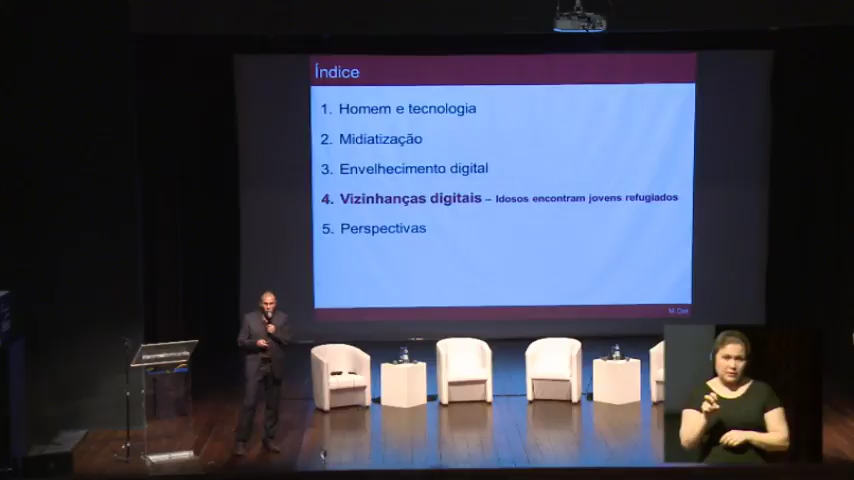 Índice
1. Homem e tecnologia
2. Midiatização
3. Envelhecimento digital
4. Vizinhanças digitais – Idosos encontram jovens refugiados
5. Perspectivas